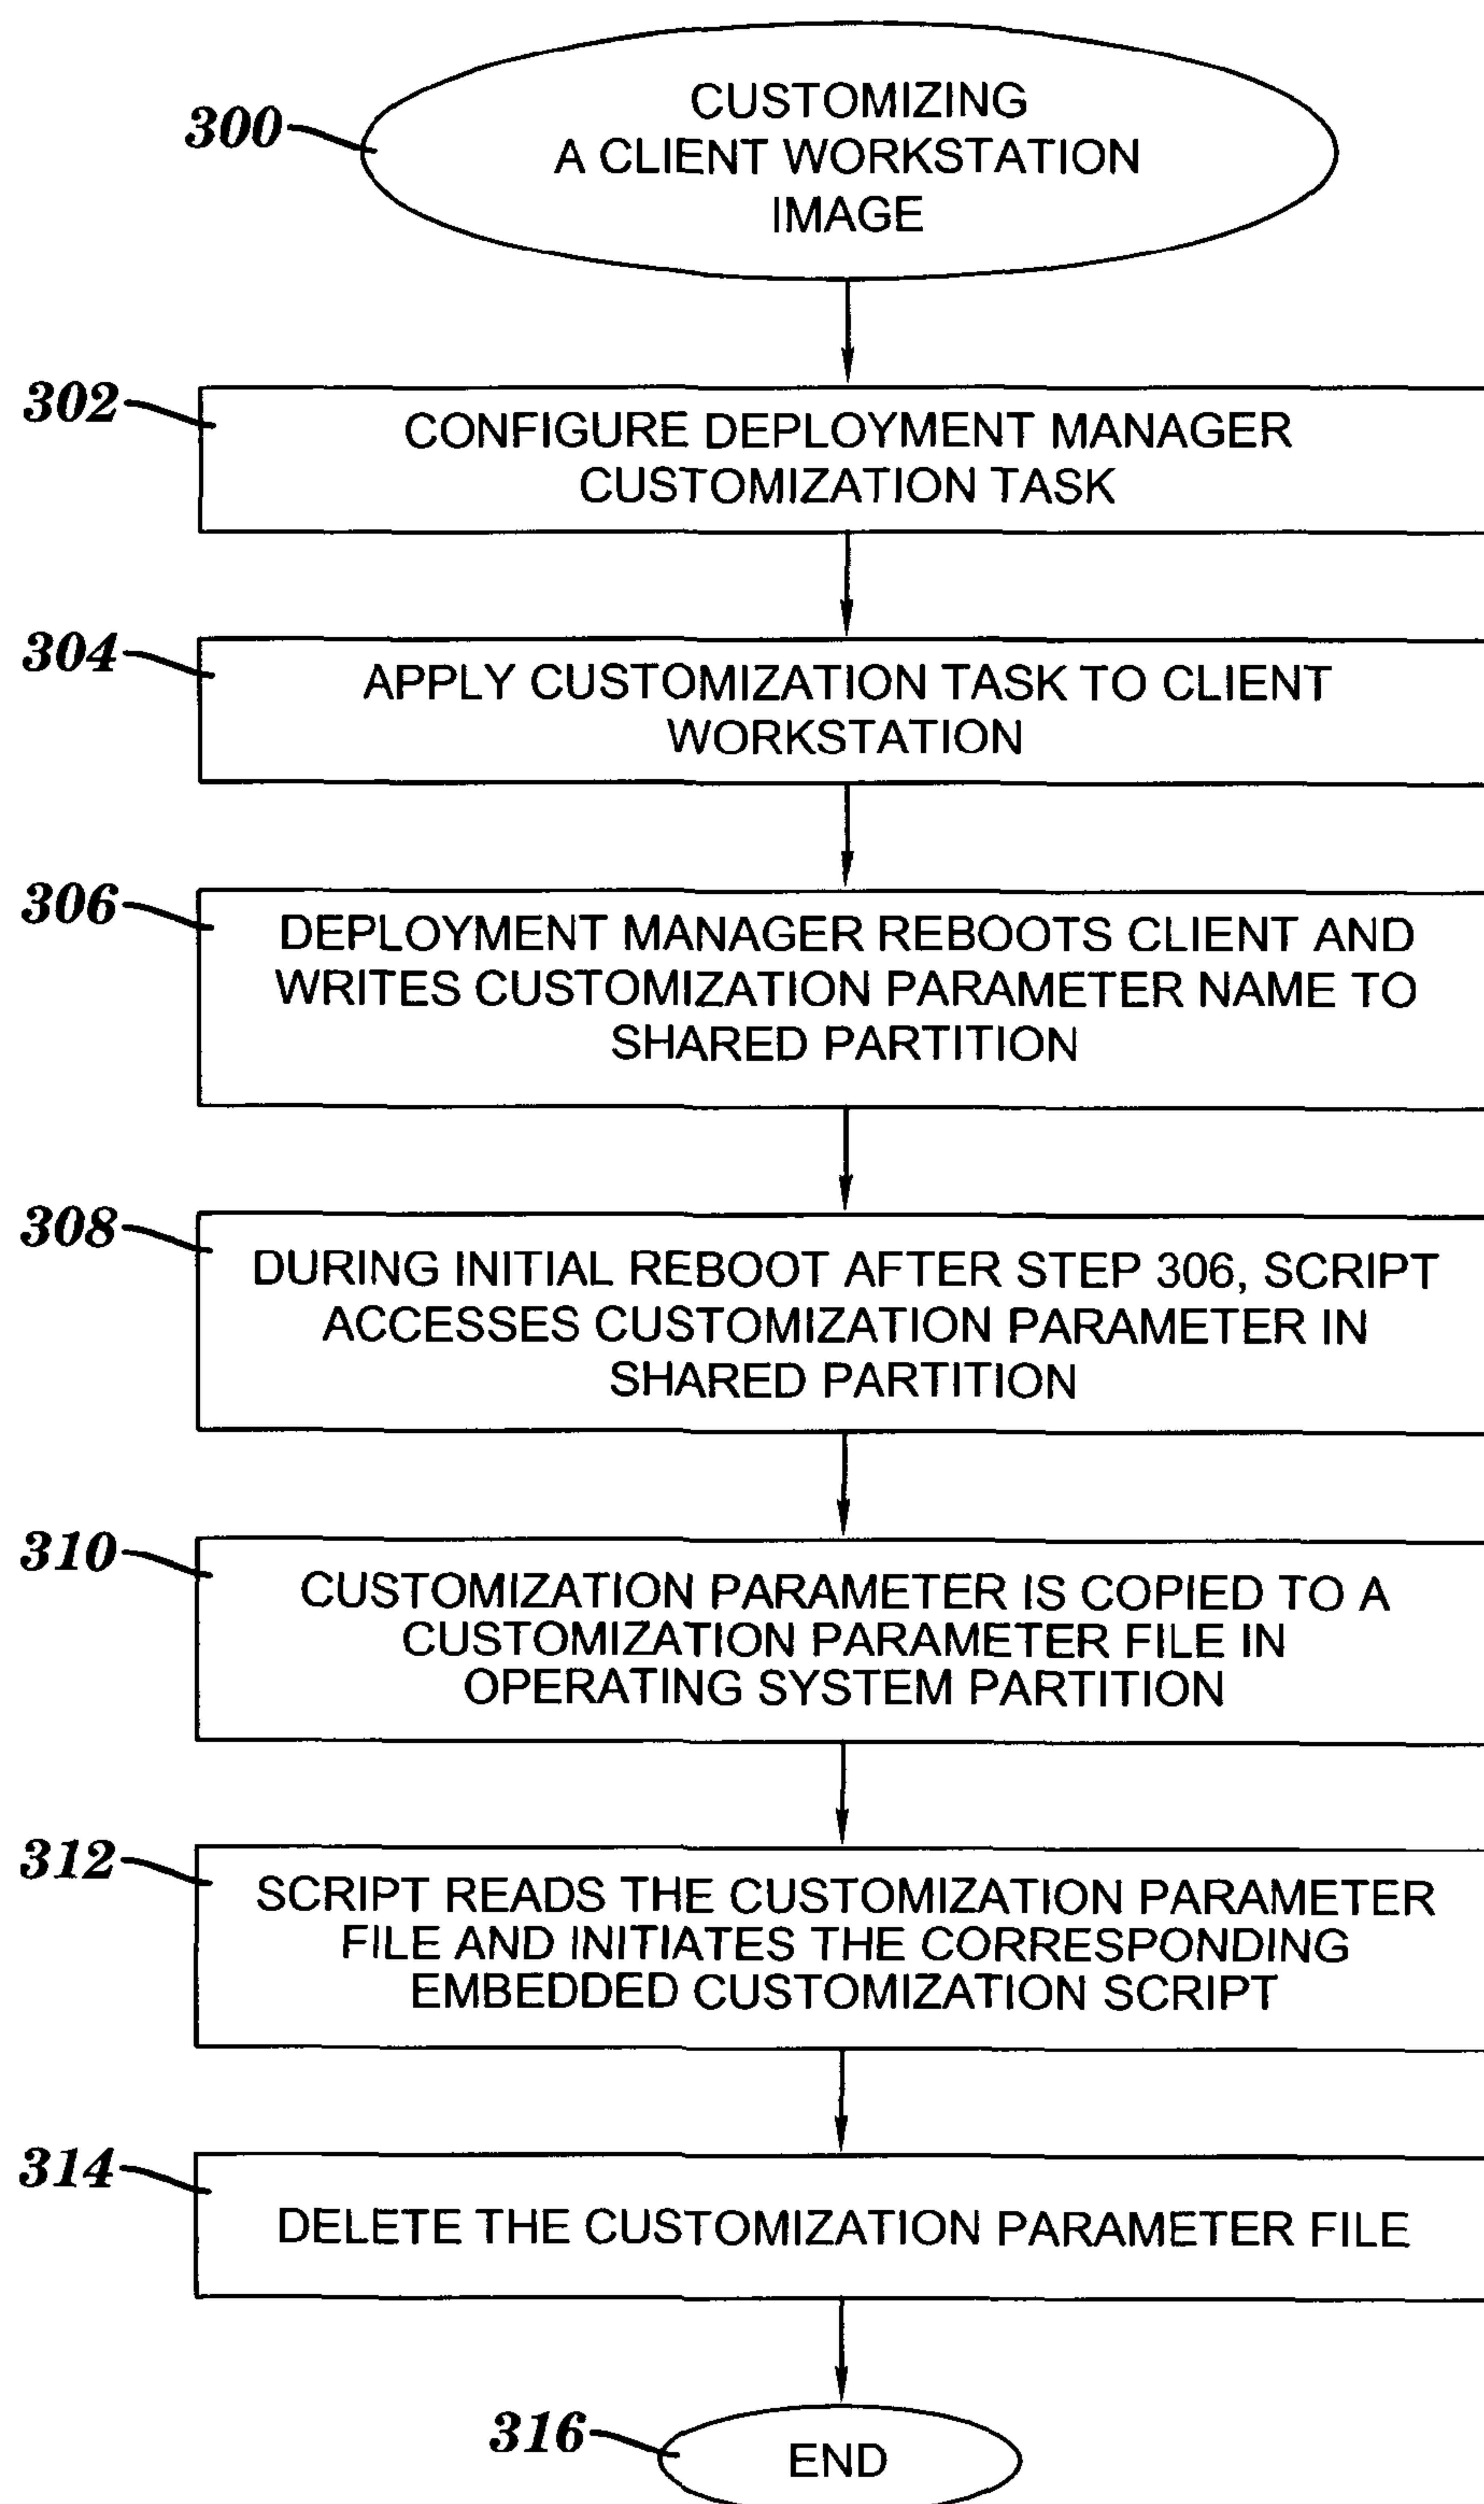 300
CUSTOMIZING
A CLIENT WORKSTATION
IMAGE
302
CONFIGURE DEPLOYMENT MANAGER
CUSTOMIZATION TASK
304
APPLY CUSTOMIZATION TASK TO CLIENT
WORKSTATION
306
DEPLOYMENT MANAGER REBOOTS CLIENT AND
WRITES CUSTOMIZATION PARAMETER NAME TO
SHARED PARTITION
308
DURING INITIAL REBOOT AFTER STEP 306, SCRIPT
ACCESSES CUSTOMIZATION PARAMETER IN
SHARED PARTITION
310
CUSTOMIZATION PARAMETER IS COPIED TO A
CUSTOMIZATION PARAMETER FILE IN
OPERATING SYSTEM PARTITION
312
SCRIPT READS THE CUSTOMIZATION PARAMETER
FILE AND INITIATES THE CORRESPONDING
EMBEDDED CUSTOMIZATION SCRIPT
314
DELETE THE CUSTOMIZATION PARAMETER FILE
316
END